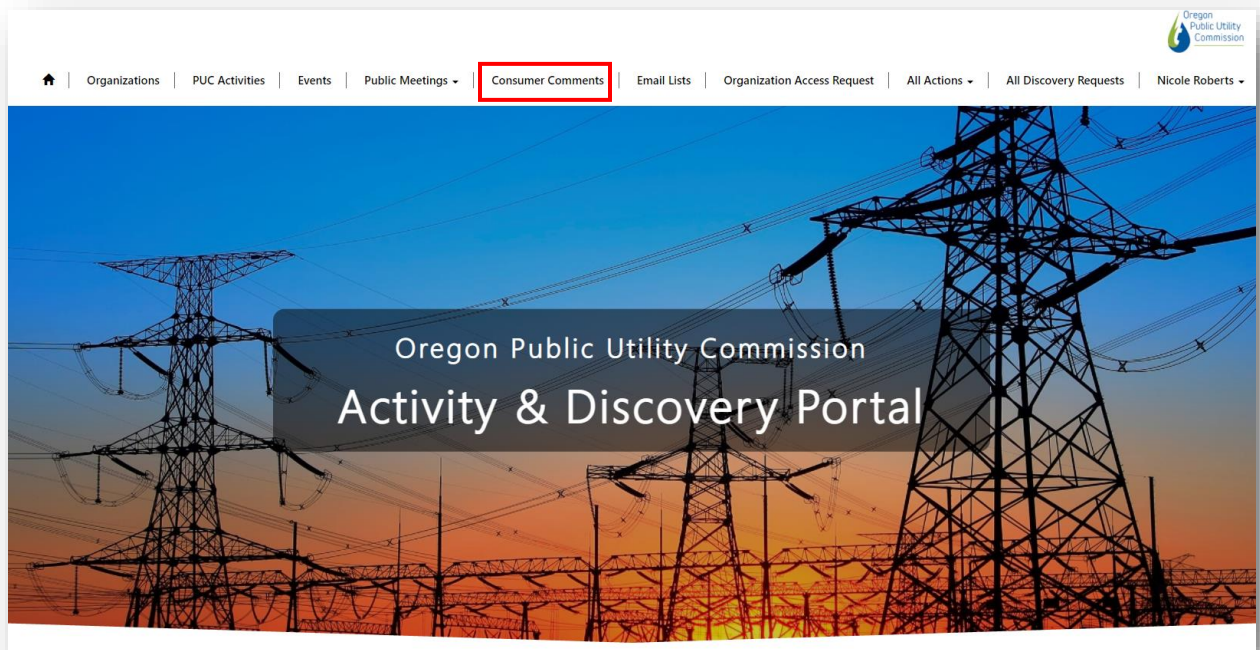 Oregon
Public Utility
Commission
Organizations PUC Activities Events Public Meetings Consumer Comments Email Lists Organization Access Request All Actions All Discovery Requests Nicole Roberts
Oregon Public Utility Commission
Activity & Discovery Portal